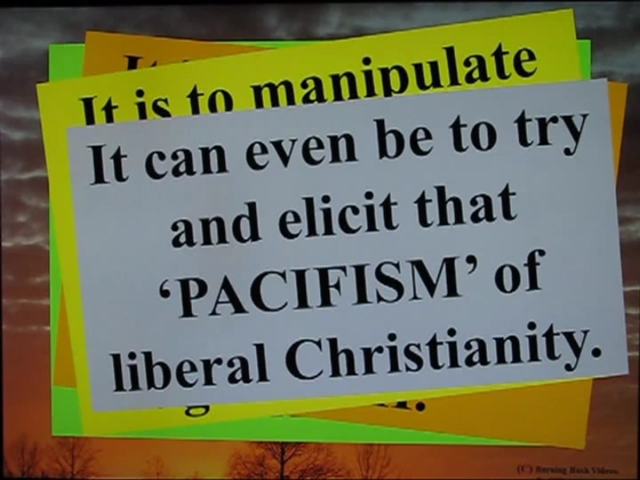 It is to manipulate
It can even be to try
and elicit that
‘PACIFISM’ of
liberal Christianity.
(C) Burning Bush Videos